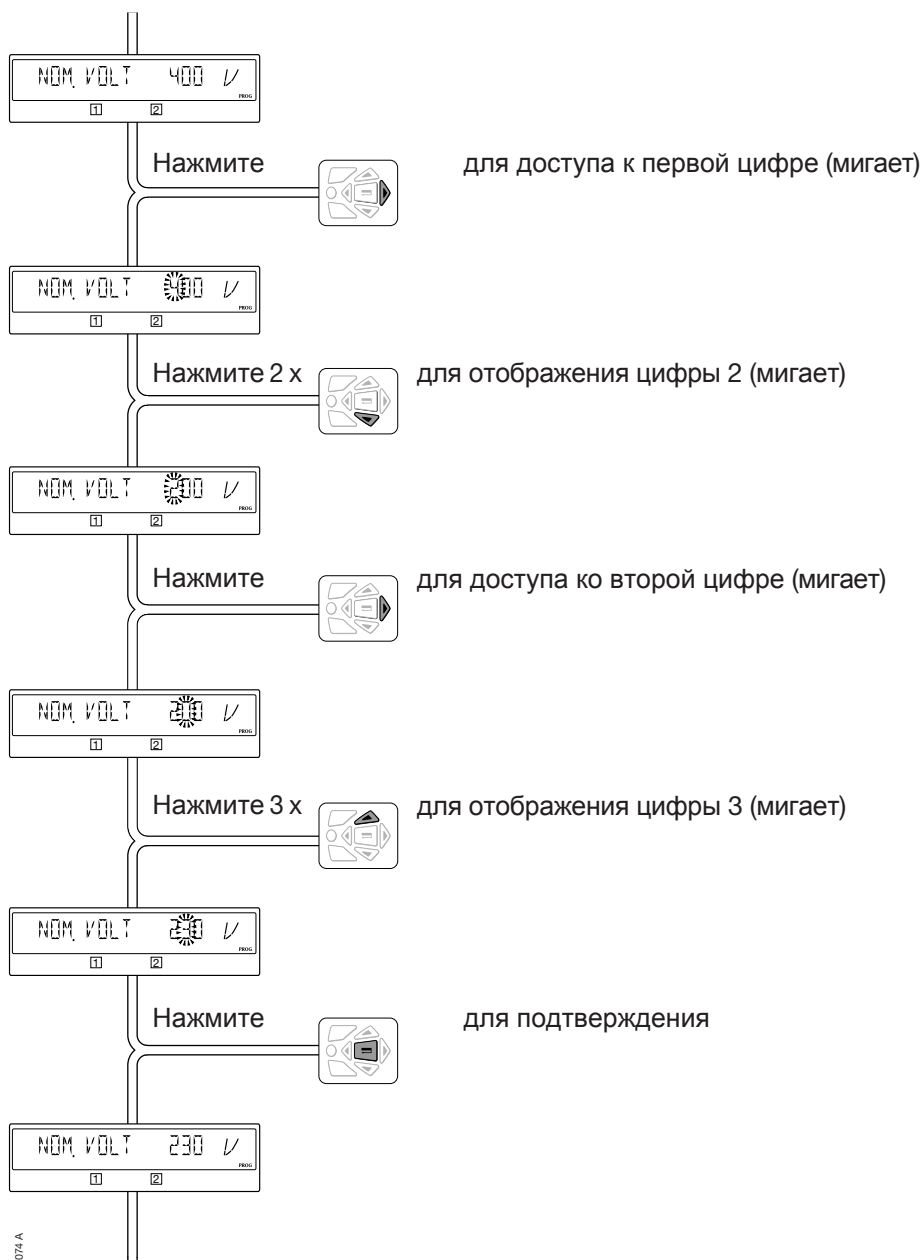 NOM. VOLT 400 V
PROG
1 2
Нажмите для доступа к первой цифре (мигает)
NOM. VOLT 400 V
PROG
1 2
Нажмите 2 x для отображения цифры 2 (мигает)
NOM. VOLT 200 V
PROG
1 2
Нажмите для доступа ко второй цифре (мигает)
NOM. VOLT 200 V
PROG
1 2
Нажмите 3 x для отображения цифры 3 (мигает)
NOM. VOLT 230 V
PROG
1 2
Нажмите для подтверждения
NOM. VOLT 230 V
PROG
1 2
074 A